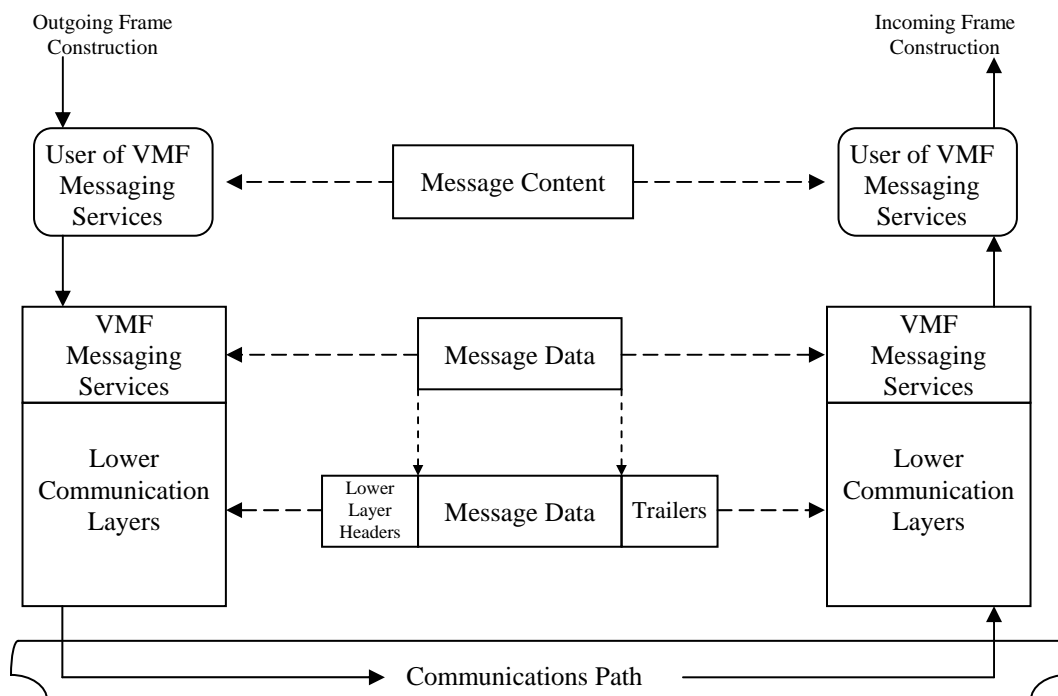 Outgoing Frame
Construction
Incoming Frame
Construction
User of VMF
Messaging
Services
Message Content
User of VMF
Messaging
Services
VMF
Messaging
Services
Message Data
VMF
Messaging
Services
Lower
Communication
Layers
Lower
Layer
Headers
Message Data
Trailers
Lower
Communication
Layers
Communications Path